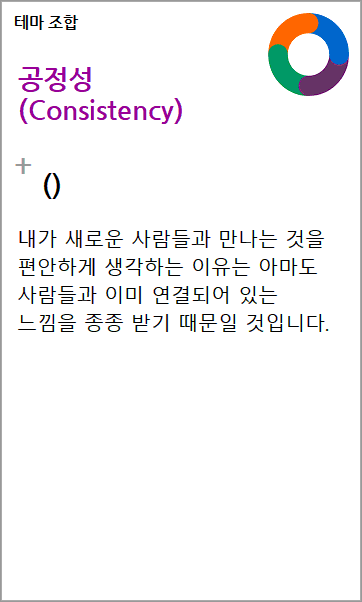 테마 조합
공정성
(Consistency)
+
()
내가 새로운 사람들과 만나는 것을
편안하게 생각하는 이유는 아마도
사람들과 이미 연결되어 있는
느낌을 종종 받기 때문일 것입니다.